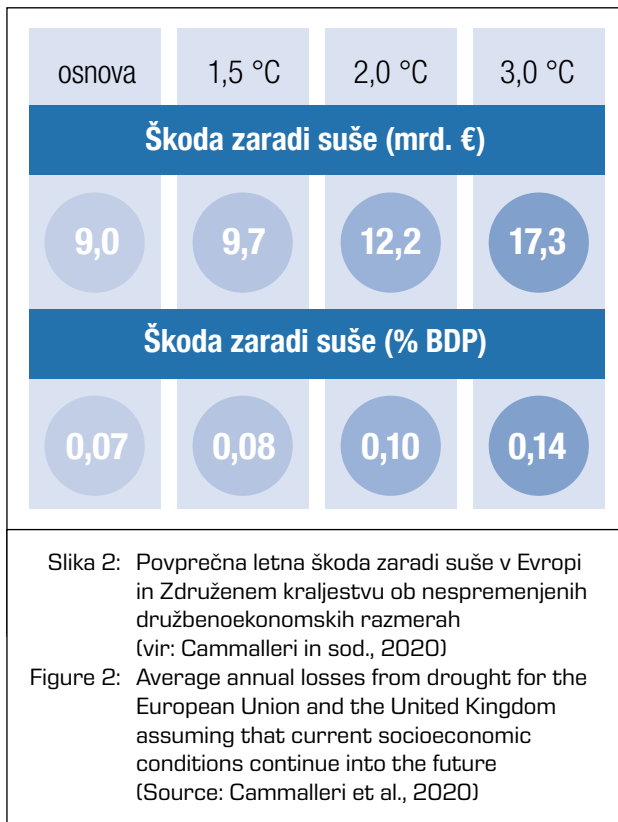 osnova 1,5 °C 2,0 °C 3,0 °C
Škoda zaradi suše (mrd. €)
9,0 9,7 12,2 17,3
Škoda zaradi suše (% BDP)
0,07 0,08 0,10 0,14
Slika 2: Povprečna letna škoda zaradi suše v Evropi
in Združenem kraljestvu ob nespremenjenih
družbenoekonomskih razmerah
(vir: Cammalleri in sod., 2020)
Figure 2: Average annual losses from drought for the
European Union and the United Kingdom
assuming that current socioeconomic
conditions continue into the future
(Source: Cammalleri et al., 2020)